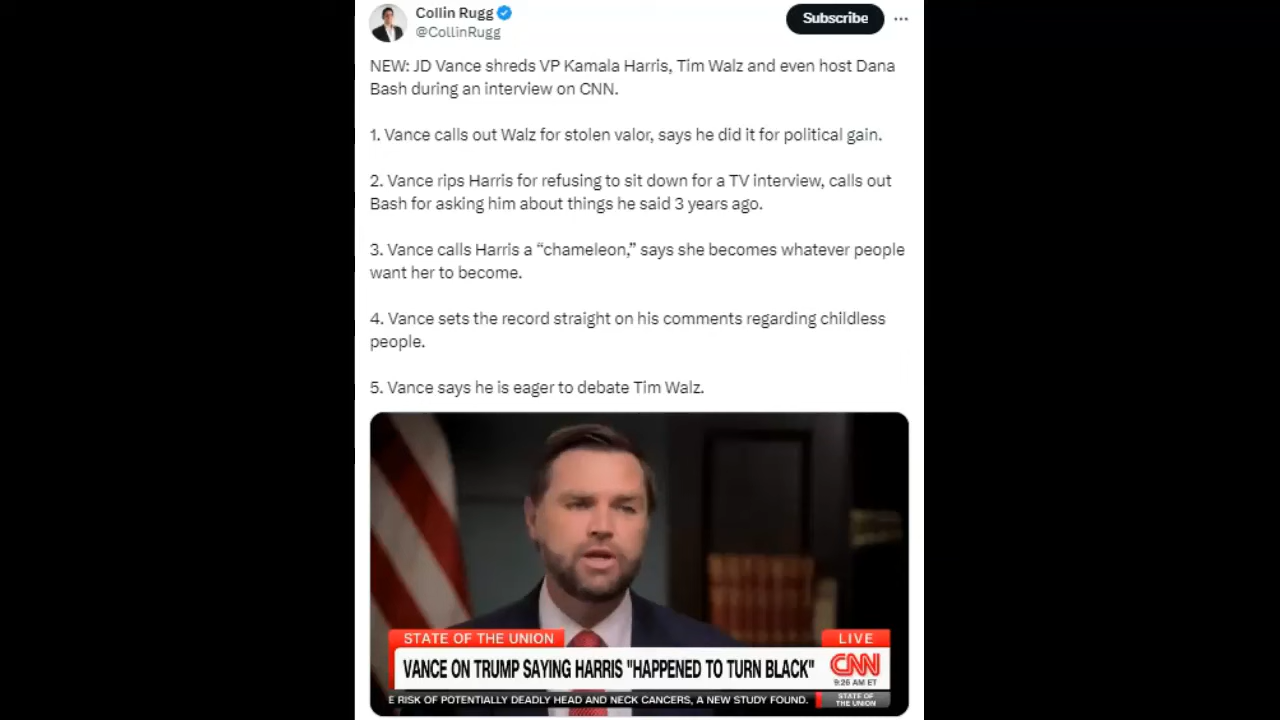 Collin Rugg
@CollinRugg
Subscribe
NEW: JD Vance shreds VP Kamala Harris, Tim Walz and even host Dana
Bash during an interview on CNN.
1. Vance calls out Walz for stolen valor, says he did it for political gain.
2. Vance rips Harris for refusing to sit down for a TV interview, calls out
Bash for asking him about things he said 3 years ago.
3. Vance calls Harris a “chameleon,” says she becomes whatever people
want her to become.
4. Vance sets the record straight on his comments regarding childless
people.
5. Vance says he is eager to debate Tim Walz.
STATE OF THE UNION
LIVE
VANCE ON TRUMP SAYING HARRIS "HAPPENED TO TURN BLACK"
CNN
9:26 AM ET
E RISK OF POTENTIALLY DEADLY HEAD AND NECK CANCERS, A NEW STUDY FOUND.
STATE OF
THE UNION